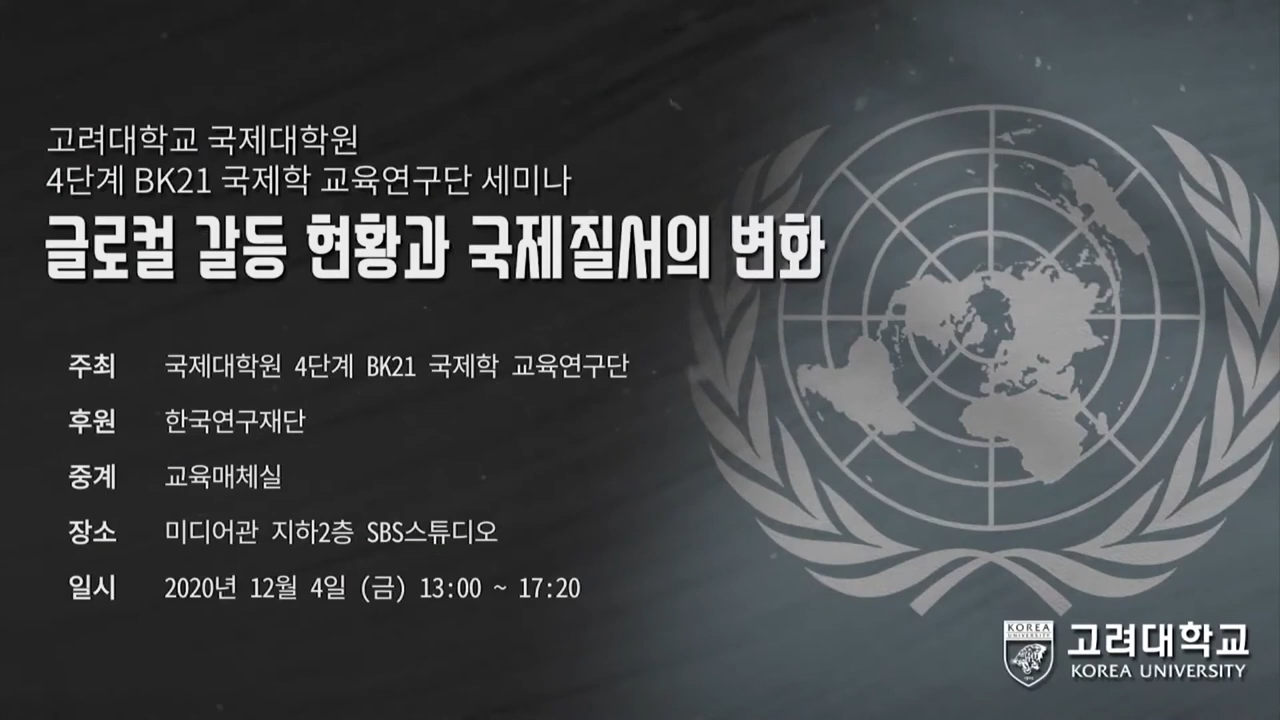 고려대학교 국제대학원
4단계 BK21 국제학 교육연구단 세미나
글로컬 갈등 현황과 국제질서의 변화
주최 국제대학원 4단계 BK21 국제학 교육연구단
후원 한국연구재단
중계 교육매체실
장소 미디어관 지하2층 SBS스튜디오
일시 2020년 12월 4일 (금) 13:00 ~ 17:20
KOREA
UNIVERSITY
고려대학교
KOREA UNIVERSITY